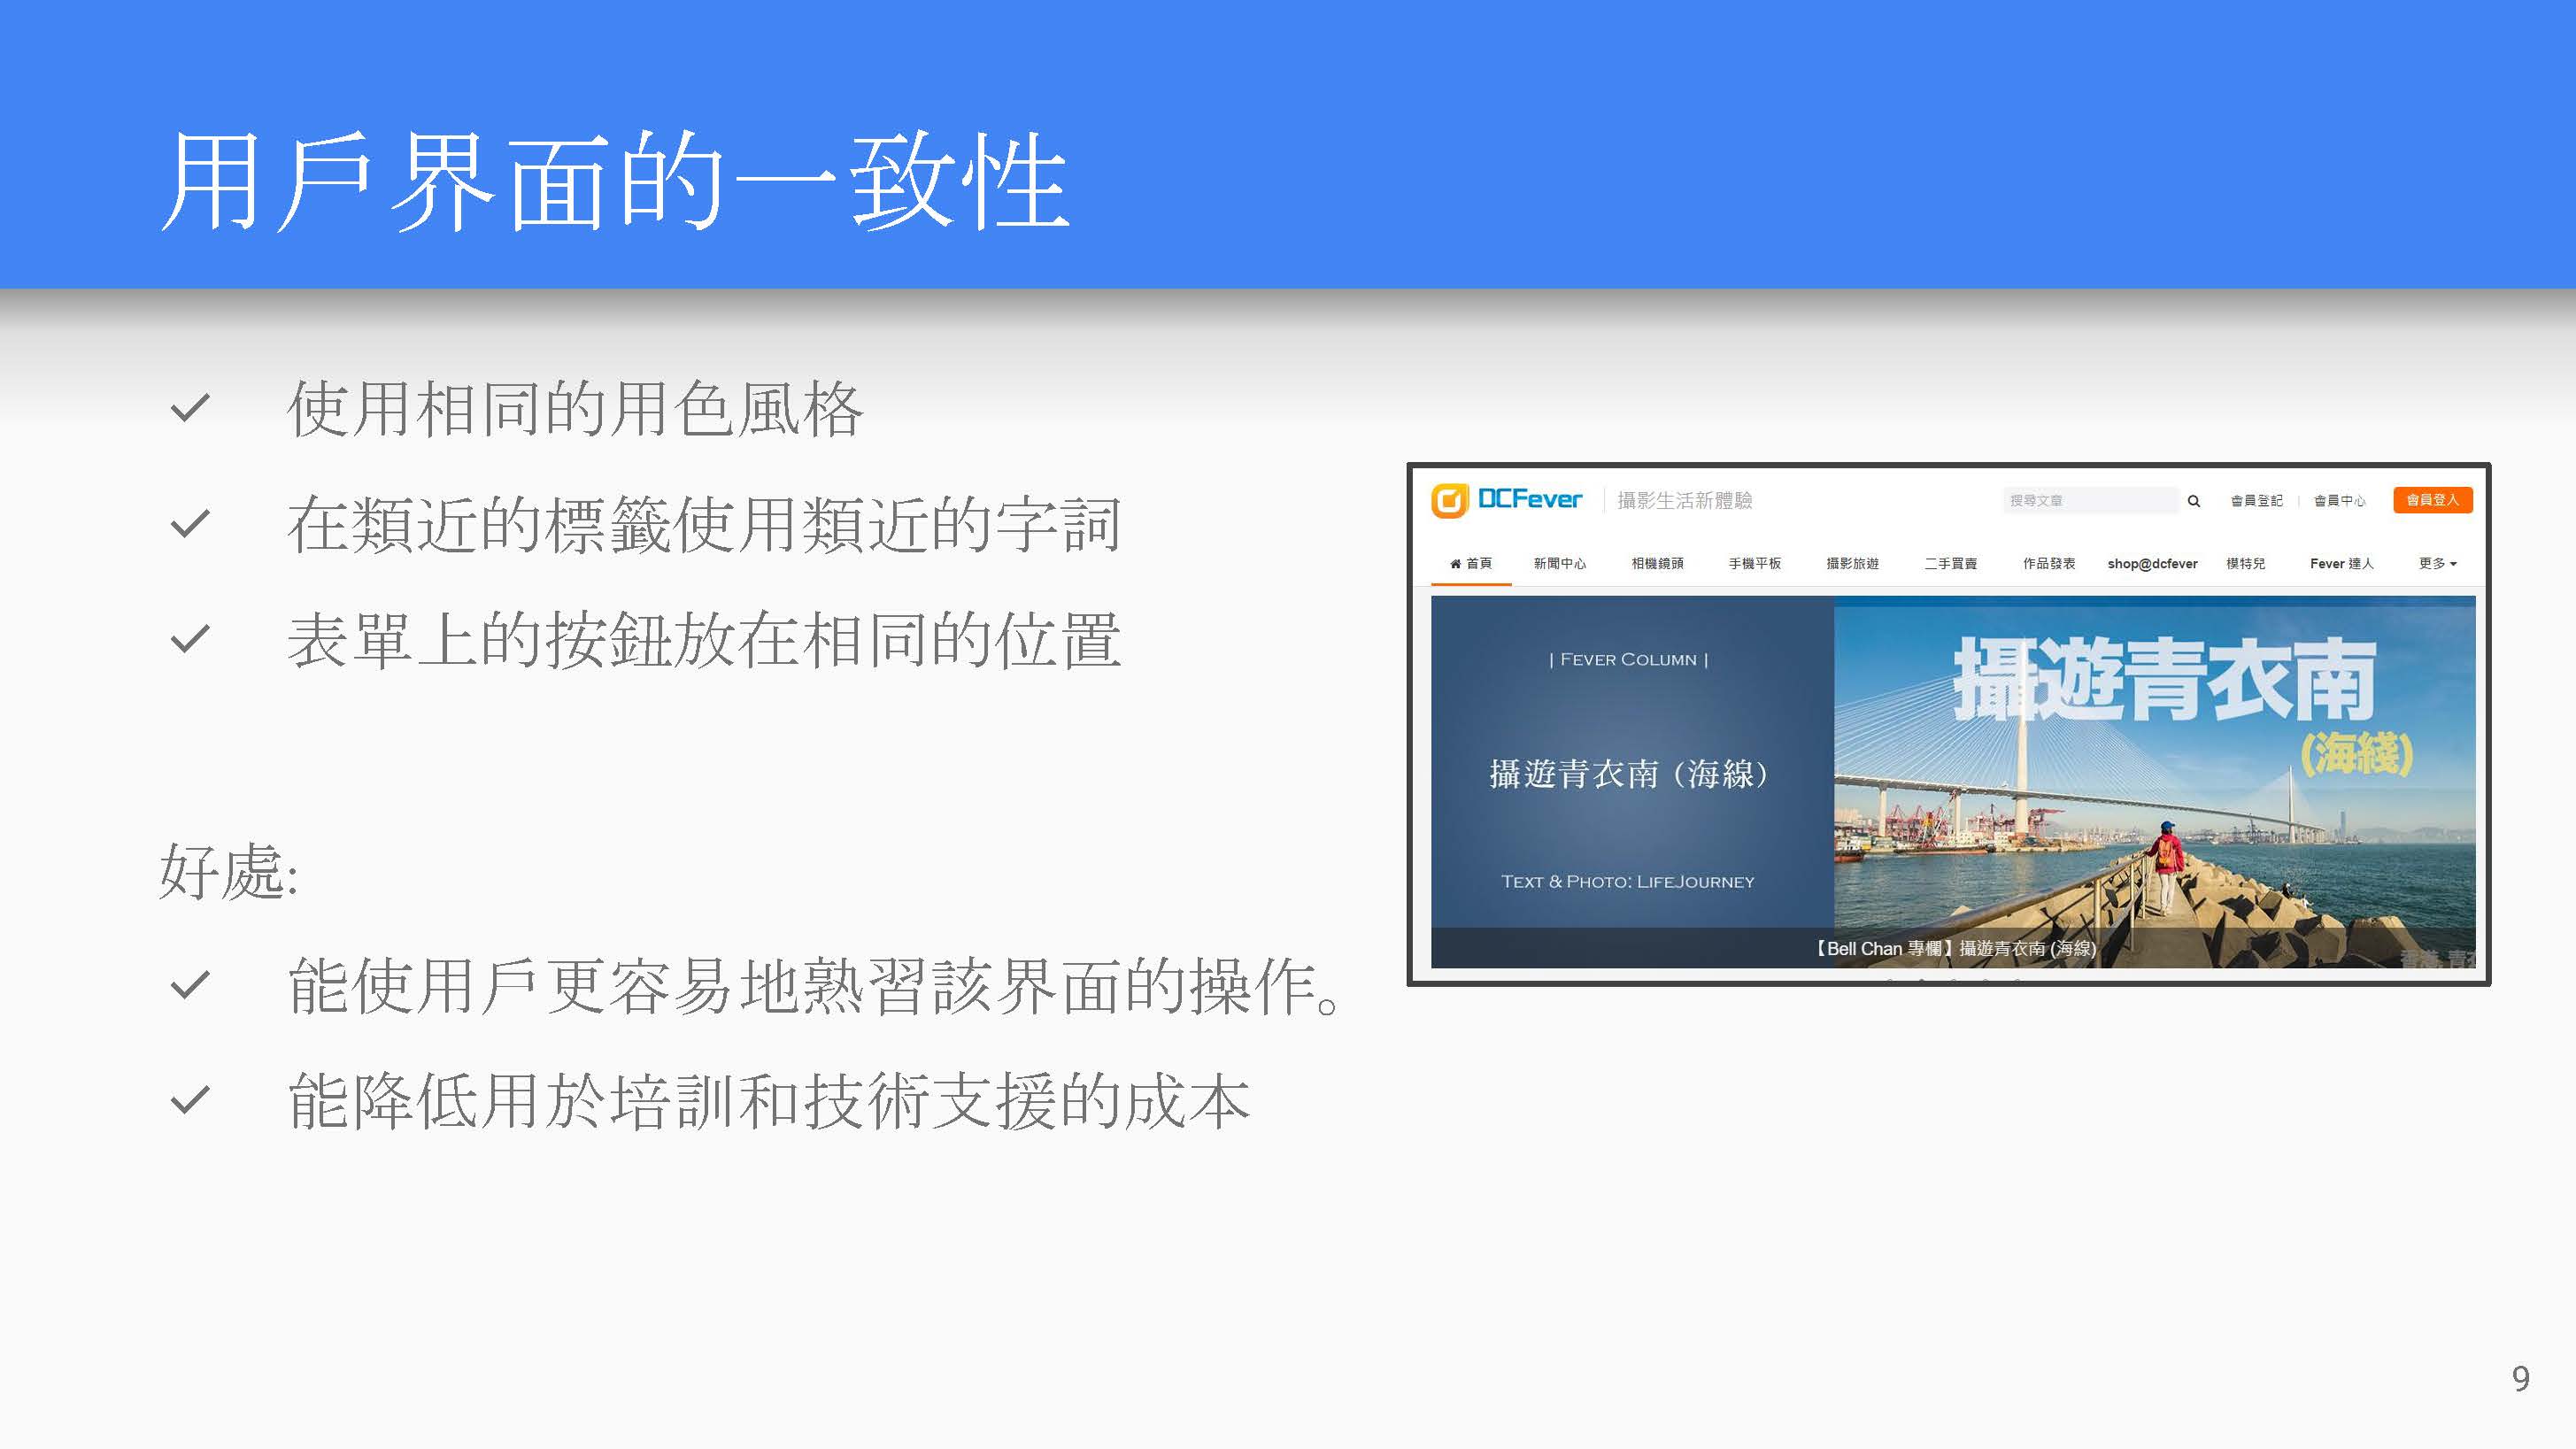 用戶界面的一致性
✓ 使用相同的用色風格
✓ 在類近的標籤使用類近的字詞
✓ 表單上的按鈕放在相同的位置
好處:
✓ 能使用戶更容易地熟習該界面的操作。
✓ 能降低用於培訓和技術支援的成本
DCFever 攝影生活新體驗 搜尋文章 會員登記 | 會員中心 會員登入
首頁 新聞中心 相機鏡頭 手機平板 攝影旅遊 二手買賣 作品發表 shop@dcfever 模特兒 Fever 達人 更多
| FEVER COLUMN |
攝遊青衣南 (海線)
TEXT & PHOTO: LIFEJOURNEY
攝遊青衣南
(海綫)
【Bell Chan 專欄】攝遊青衣南 (海線)
9